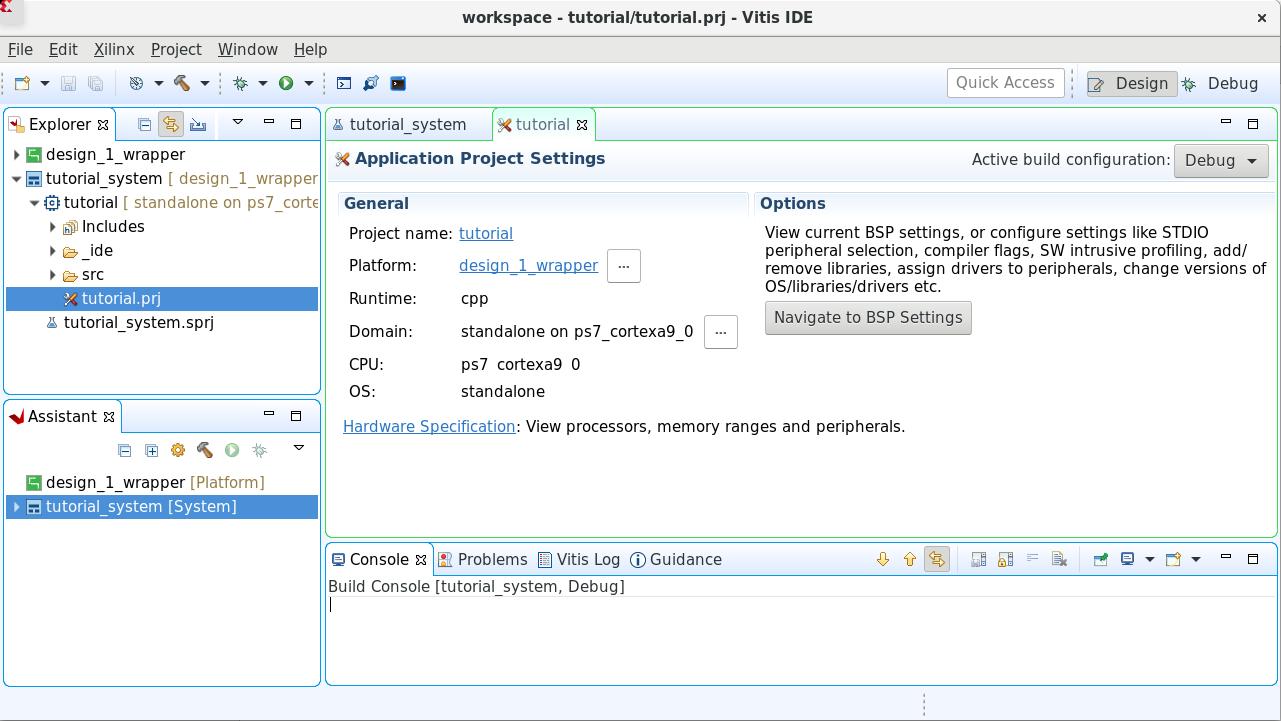 workspace - tutorial/tutorial.prj - Vitis IDE
File Edit Xilinx Project Window Help
Quick Access
Design
Debug
Explorer
design_1_wrapper
tutorial_system [ design_1_wrapper
tutorial [ standalone on ps7_corte
Includes
_ide
src
tutorial.prj
tutorial_system.sprj
Assistant
design_1_wrapper [Platform]
tutorial_system [System]
tutorial_system
tutorial
Application Project Settings
Active build configuration: Debug
General
Project name: tutorial
Platform: design_1_wrapper ...
Runtime: cpp
Domain: standalone on ps7_cortexa9_0 ...
CPU: ps7_cortexa9_0
OS: standalone
Hardware Specification: View processors, memory ranges and peripherals.
Options
View current BSP settings, or configure settings like STDIO
peripheral selection, compiler flags, SW intrusive profiling, add/
remove libraries, assign drivers to peripherals, change versions of
OS/libraries/drivers etc.
Navigate to BSP Settings
Console Problems Vitis Log Guidance
Build Console [tutorial_system, Debug]